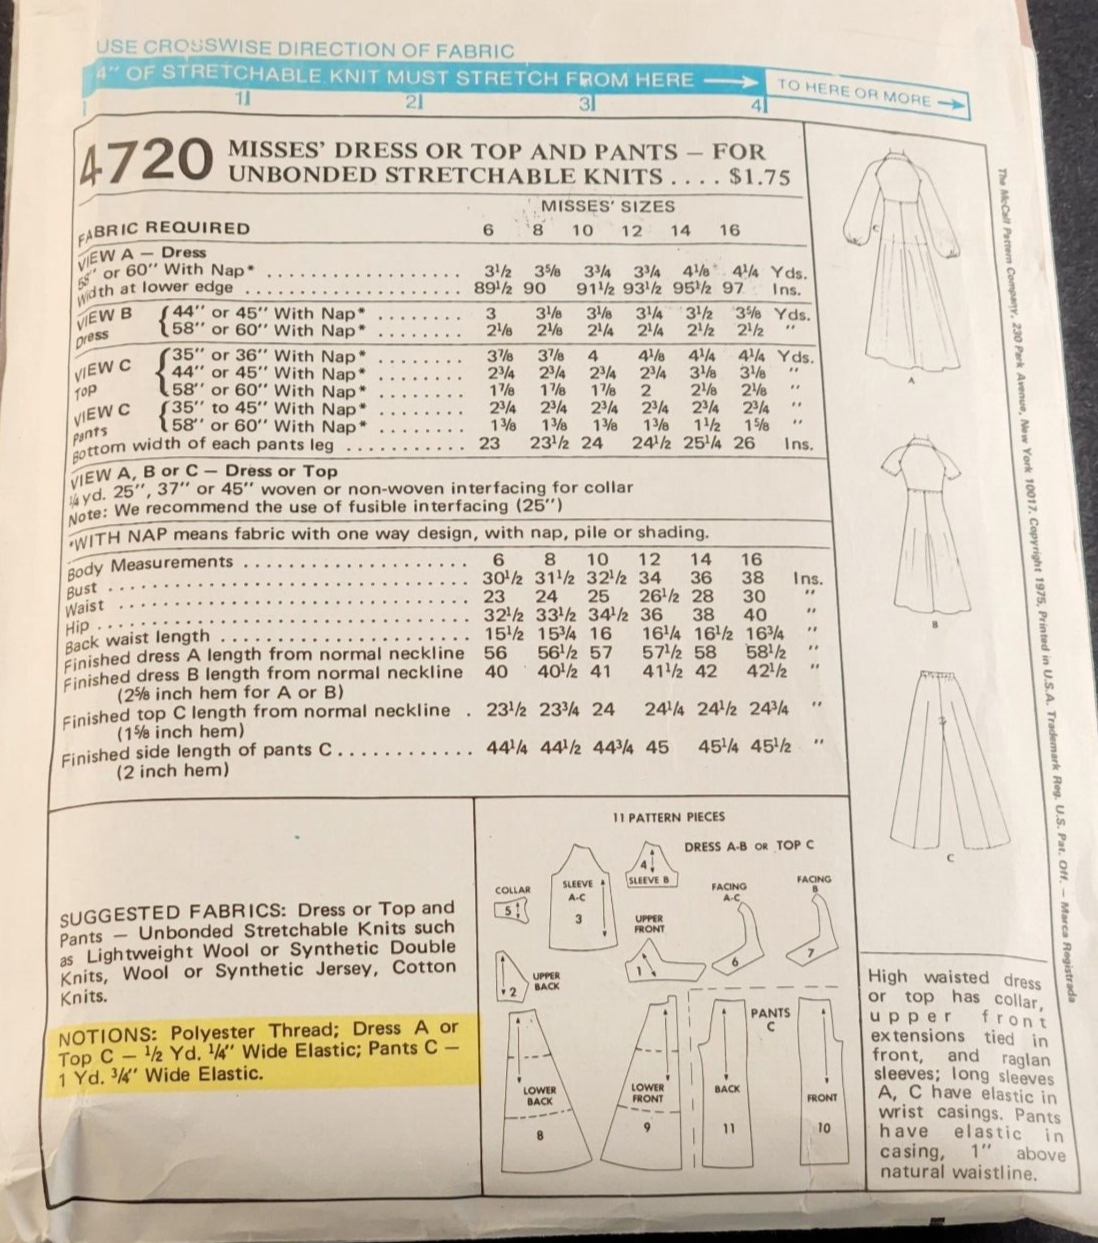 USE CROSSWISE DIRECTION OF FABRIC
4" OF STRETCHABLE KNIT MUST STRETCH FROM HERE → TO HERE OR MORE →
1 2 3 4
4720 MISSES' DRESS OR TOP AND PANTS – FOR
UNBONDED STRETCHABLE KNITS .... $1.75
MISSES' SIZES
FABRIC REQUIRED 6 8 10 12 14 16
VIEW A – Dress
58" or 60" With Nap* 3½ 3⅝ 3¾ 3¾ 4⅛ 4¼ Yds.
Width at lower edge 89½ 90 91½ 93½ 95½ 97 Ins.
VIEW B 44" or 45" With Nap* 3 3⅛ 3⅛ 3¼ 3½ 3⅝ Yds.
Dress 58" or 60" With Nap* 2⅛ 2⅛ 2¼ 2¼ 2½ 2½ "
VIEW C 35" or 36" With Nap* 3⅞ 3⅞ 4 4⅛ 4¼ 4¼ Yds.
44" or 45" With Nap* 2¾ 2¾ 2¾ 2¾ 3⅛ 3⅛ "
Top 58" or 60" With Nap* 1⅞ 1⅞ 1⅞ 2 2⅛ 2⅛ "
VIEW C 35" to 45" With Nap* 2¾ 2¾ 2¾ 2¾ 2¾ 2¾ "
Pants 58" or 60" With Nap* 1⅜ 1⅜ 1⅜ 1⅜ 1½ 1⅝ "
Bottom width of each pants leg 23 23½ 24 24½ 25¼ 26 Ins.
VIEW A, B or C – Dress or Top
¼ yd. 25", 37" or 45" woven or non-woven interfacing for collar
Note: We recommend the use of fusible interfacing (25")
*WITH NAP means fabric with one way design, with nap, pile or shading.
Body Measurements 6 8 10 12 14 16
Bust 30½ 31½ 32½ 34 36 38 Ins.
Waist 23 24 25 26½ 28 30 "
Hip 32½ 33½ 34½ 36 38 40 "
Back waist length 15½ 15¾ 16 16¼ 16½ 16¾ "
Finished dress A length from normal neckline 56 56½ 57 57½ 58 58½ "
Finished dress B length from normal neckline 40 40½ 41 41½ 42 42½ "
(2⅝ inch hem for A or B)
Finished top C length from normal neckline . 23½ 23¾ 24 24¼ 24½ 24¾ "
(1⅝ inch hem)
Finished side length of pants C 44¼ 44½ 44¾ 45 45¼ 45½ "
(2 inch hem)
A
B
C
The McCall Pattern Company, 230 Park Avenue, New York 10017. Copyright 1975, Printed in U.S.A. Trademark Reg. U.S. Pat. Off. – Marca Registrada
SUGGESTED FABRICS: Dress or Top and
Pants – Unbonded Stretchable Knits such
as Lightweight Wool or Synthetic Double
Knits, Wool or Synthetic Jersey, Cotton
Knits.
NOTIONS: Polyester Thread; Dress A or
Top C – ½ Yd. ¼" Wide Elastic; Pants C –
1 Yd. ¾" Wide Elastic.
11 PATTERN PIECES
DRESS A-B OR TOP C
COLLAR
5
SLEEVE
A-C
3
4
SLEEVE B
UPPER
FRONT
1
FACING
A-C
6
FACING
B
7
2
UPPER
BACK
LOWER
BACK
8
LOWER
FRONT
9
PANTS
C
BACK
11
FRONT
10
High waisted dress
or top has collar,
upper front
extensions tied in
front, and raglan
sleeves; long sleeves
A, C have elastic in
wrist casings. Pants
have elastic in
casing, 1" above
natural waistline.